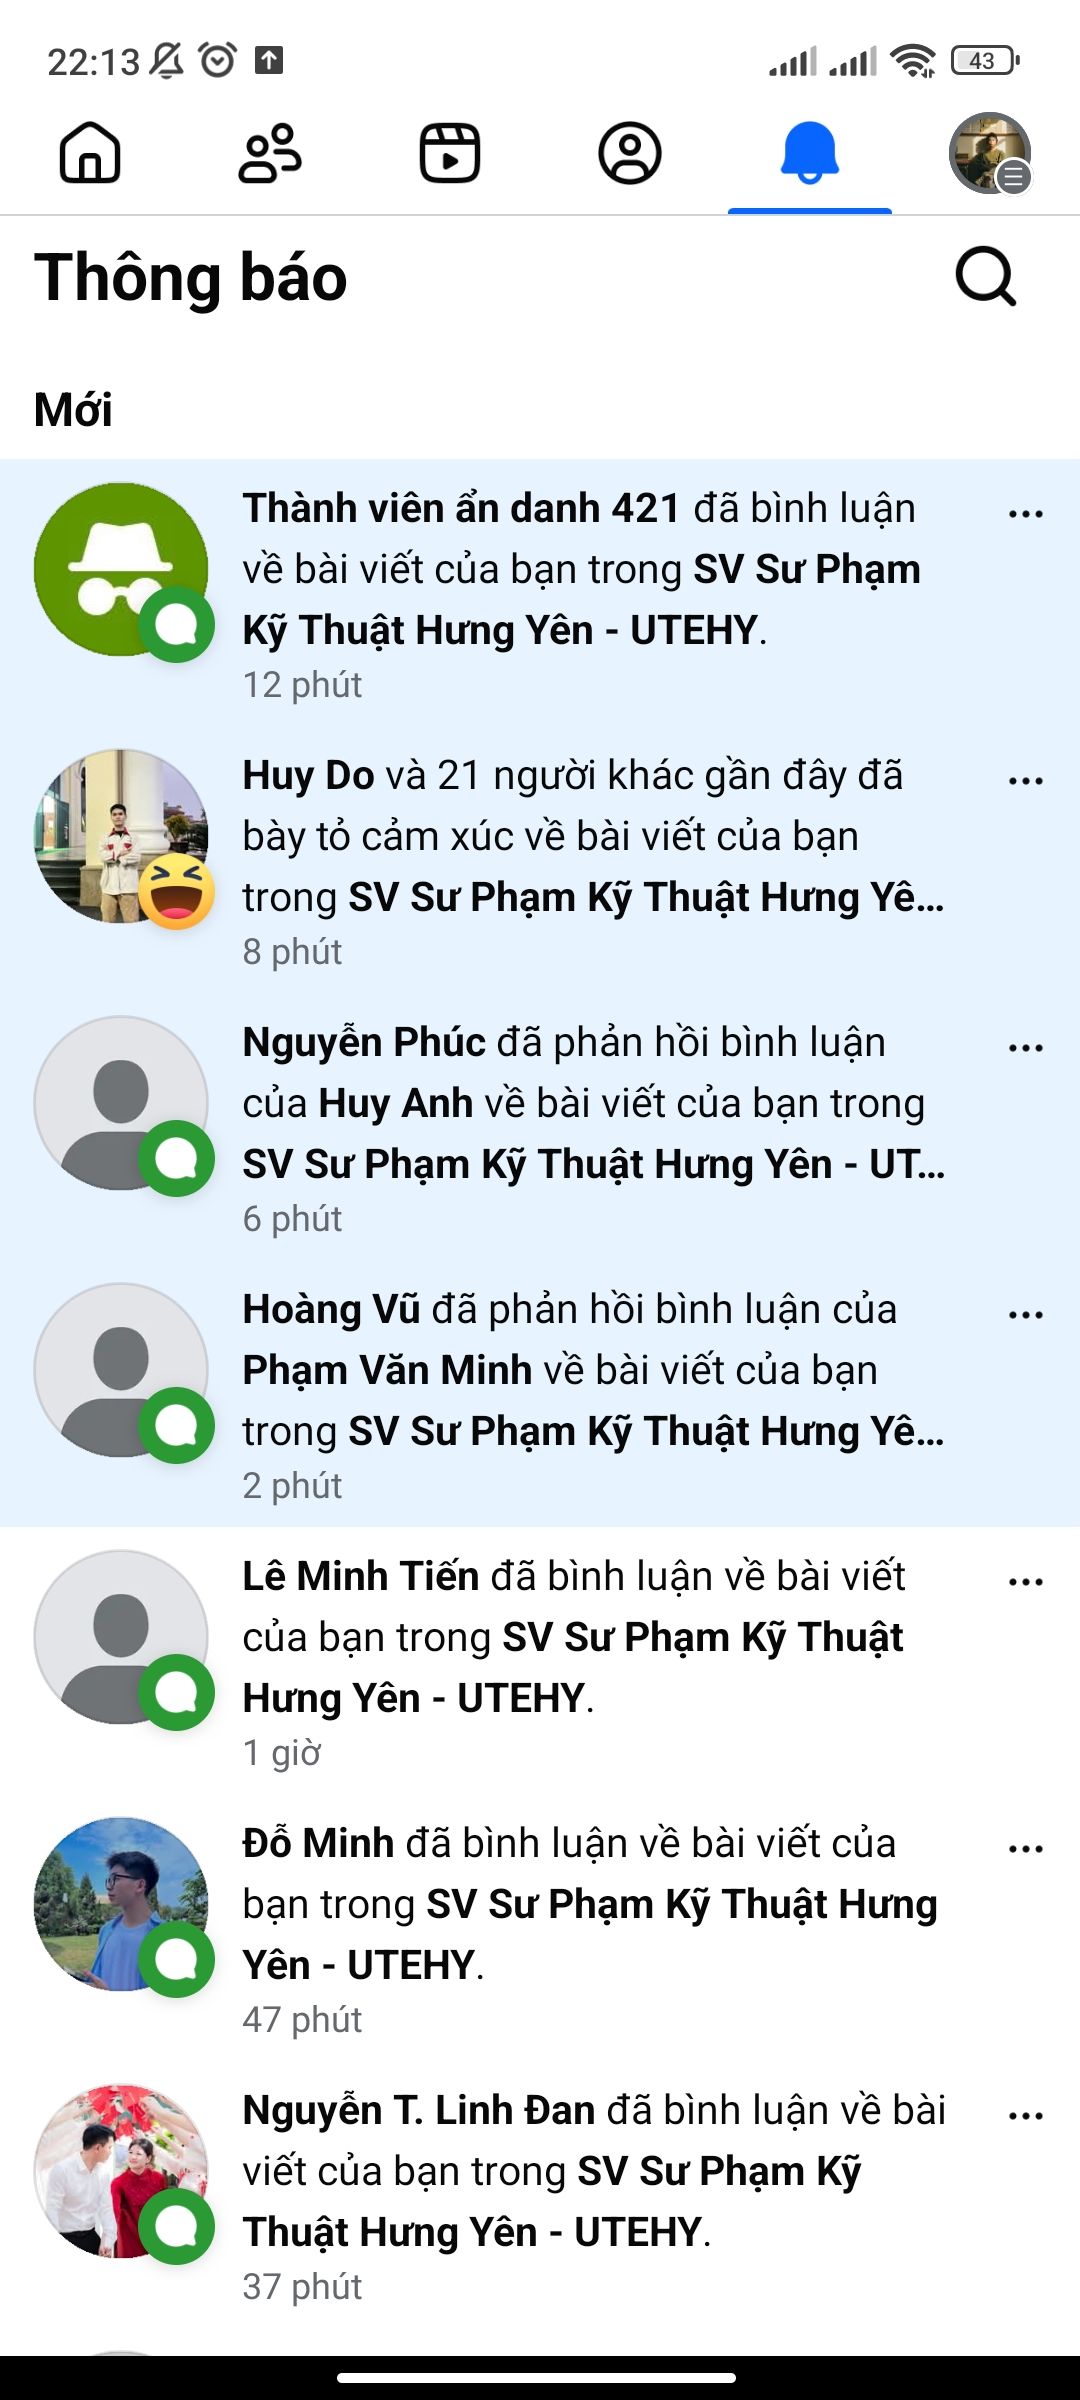 22:13
43
Thông báo
Mới
Thành viên ẩn danh 421 đã bình luận
về bài viết của bạn trong SV Sư Phạm
Kỹ Thuật Hưng Yên - UTEHY.
12 phút
Huy Do và 21 người khác gần đây đã
bày tỏ cảm xúc về bài viết của bạn
trong SV Sư Phạm Kỹ Thuật Hưng Yê...
8 phút
Nguyễn Phúc đã phản hồi bình luận
của Huy Anh về bài viết của bạn trong
SV Sư Phạm Kỹ Thuật Hưng Yên - UT...
6 phút
Hoàng Vũ đã phản hồi bình luận của
Phạm Văn Minh về bài viết của bạn
trong SV Sư Phạm Kỹ Thuật Hưng Yê...
2 phút
Lê Minh Tiến đã bình luận về bài viết
của bạn trong SV Sư Phạm Kỹ Thuật
Hưng Yên - UTEHY.
1 giờ
Đỗ Minh đã bình luận về bài viết của
bạn trong SV Sư Phạm Kỹ Thuật Hưng
Yên - UTEHY.
47 phút
Nguyễn T. Linh Đan đã bình luận về bài
viết của bạn trong SV Sư Phạm Kỹ
Thuật Hưng Yên - UTEHY.
37 phút